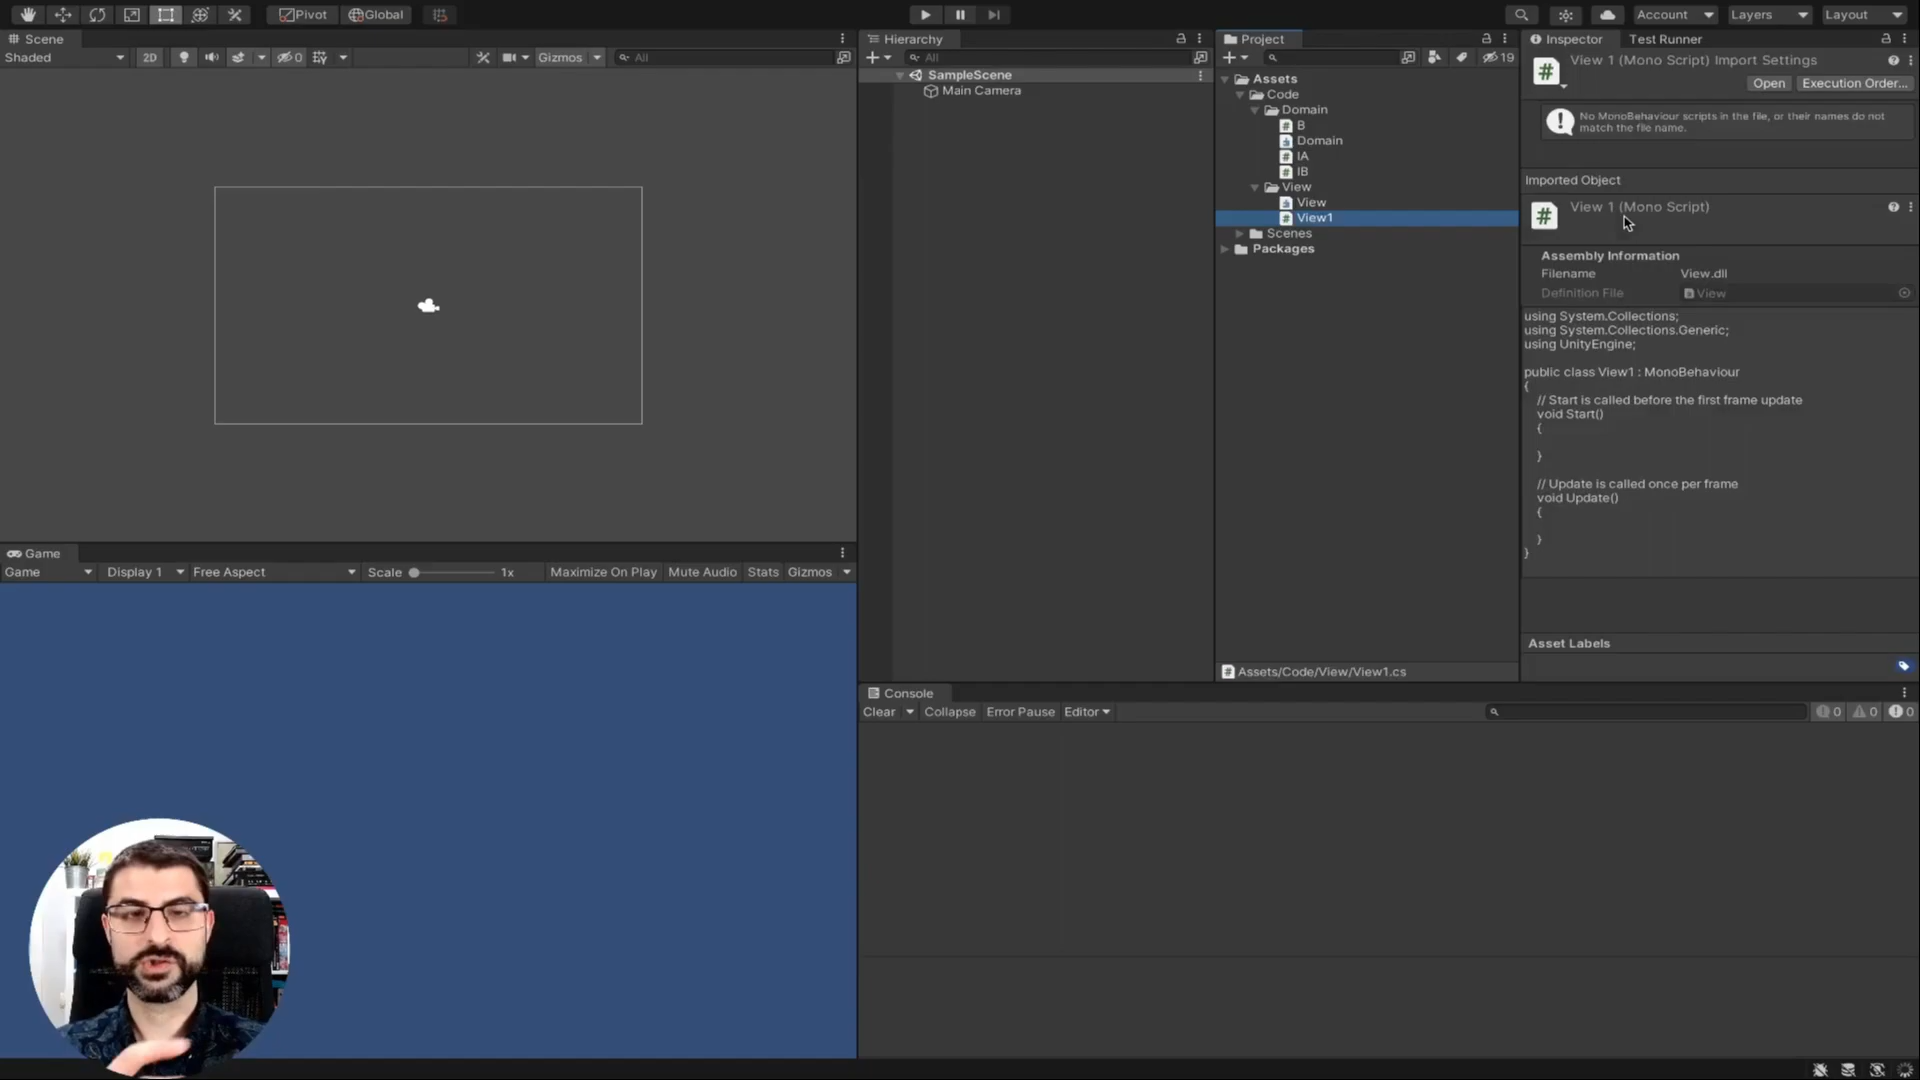 Pivot
Global
Account
Layers
Layout
Scene
Shaded
2D
0
Gizmos
All
Hierarchy
All
SampleScene
Main Camera
Project
19
Assets
Code
Domain
B
Domain
IA
IB
View
View
View1
Scenes
Packages
Assets/Code/View/View1.cs
Inspector
Test Runner
View 1 (Mono Script) Import Settings
Open
Execution Order...
No MonoBehaviour scripts in the file, or their names do not
match the file name.
Imported Object
View 1 (Mono Script)
Assembly Information
Filename View.dll
Definition File View
using System.Collections;
using System.Collections.Generic;
using UnityEngine;
public class View1 : MonoBehaviour
{
// Start is called before the first frame update
void Start()
{
}
// Update is called once per frame
void Update()
{
}
}
Asset Labels
Game
Game
Display 1
Free Aspect
Scale
1x
Maximize On Play
Mute Audio
Stats
Gizmos
Console
Clear
Collapse
Error Pause
Editor
0
0
0